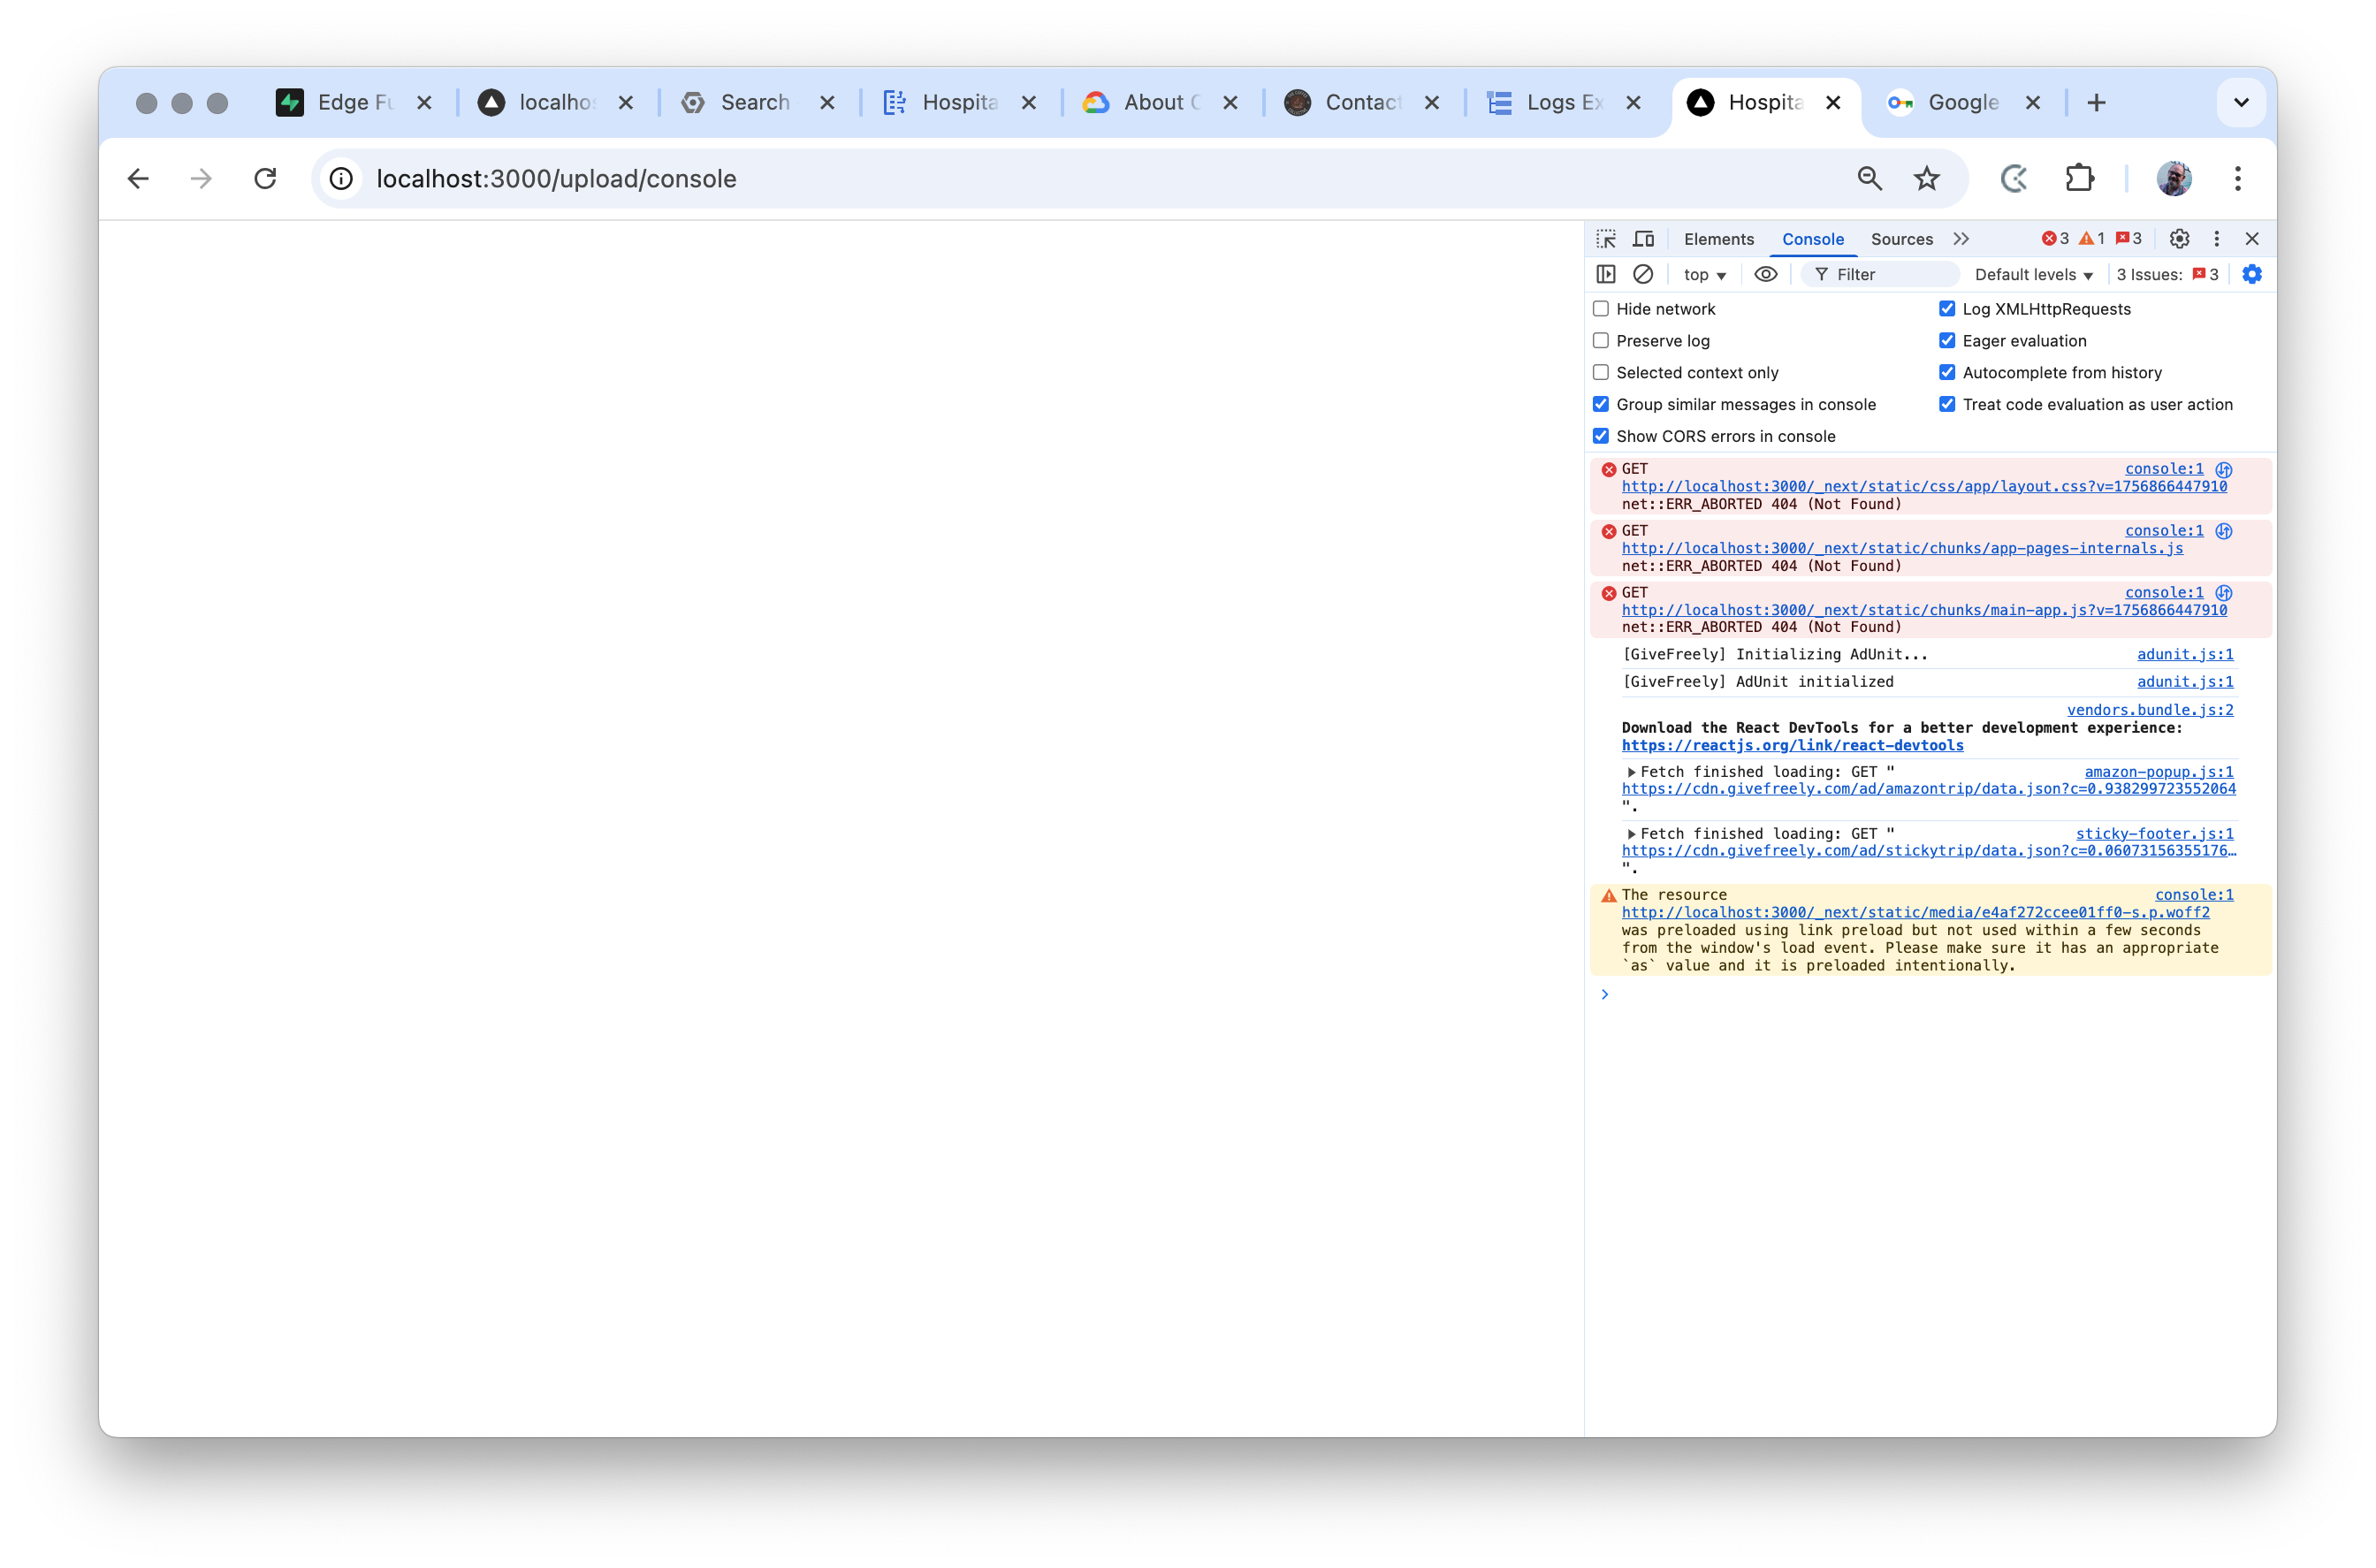 Edge Fu
localhos
Search
Hospita
About C
Contact
Logs Ex
Hospita
Google
localhost:3000/upload/console
Elements
Console
Sources
3
1
3
top
Filter
Default levels
3 Issues:
3
Hide network
Log XMLHttpRequests
Preserve log
Eager evaluation
Selected context only
Autocomplete from history
Group similar messages in console
Treat code evaluation as user action
Show CORS errors in console
GET console:1
http://localhost:3000/_next/static/css/app/layout.css?v=1756866447910
net::ERR_ABORTED 404 (Not Found)
GET console:1
http://localhost:3000/_next/static/chunks/app-pages-internals.js
net::ERR_ABORTED 404 (Not Found)
GET console:1
http://localhost:3000/_next/static/chunks/main-app.js?v=1756866447910
net::ERR_ABORTED 404 (Not Found)
[GiveFreely] Initializing AdUnit... adunit.js:1
[GiveFreely] AdUnit initialized adunit.js:1
vendors.bundle.js:2
Download the React DevTools for a better development experience:
https://reactjs.org/link/react-devtools
Fetch finished loading: GET " amazon-popup.js:1
https://cdn.givefreely.com/ad/amazontrip/data.json?c=0.938299723552064
".
Fetch finished loading: GET " sticky-footer.js:1
https://cdn.givefreely.com/ad/stickytrip/data.json?c=0.06073156355176…
".
The resource console:1
http://localhost:3000/_next/static/media/e4af272ccee01ff0-s.p.woff2
was preloaded using link preload but not used within a few seconds
from the window's load event. Please make sure it has an appropriate
`as` value and it is preloaded intentionally.